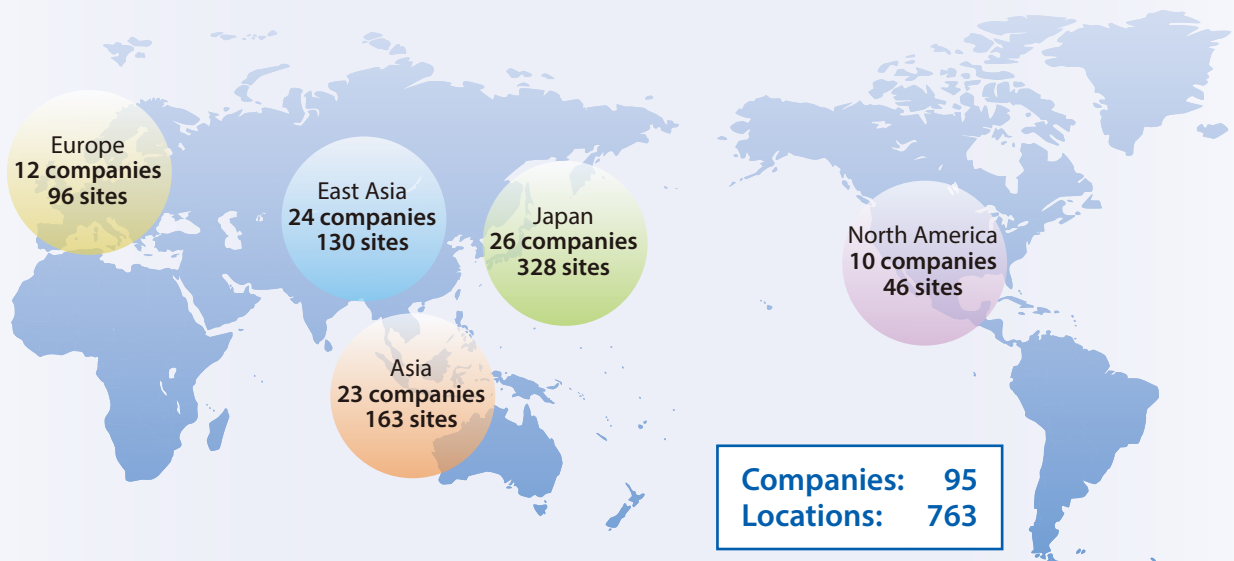 Europe
12 companies
96 sites
East Asia
24 companies
130 sites
Japan
26 companies
328 sites
North America
10 companies
46 sites
Asia
23 companies
163 sites
Companies: 95
Locations: 763